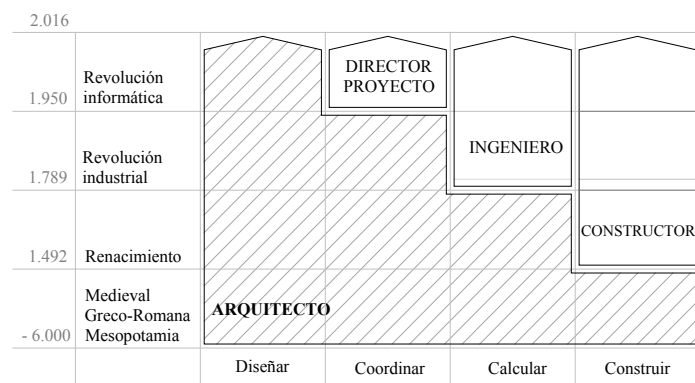 2.016
Revolución
informática
1.950
DIRECTOR
PROYECTO
Revolución
industrial
1.789
INGENIERO
Renacimiento
1.492
CONSTRUCTOR
Medieval
Greco-Romana
Mesopotamia
- 6.000
ARQUITECTO
Diseñar
Coordinar
Calcular
Construir